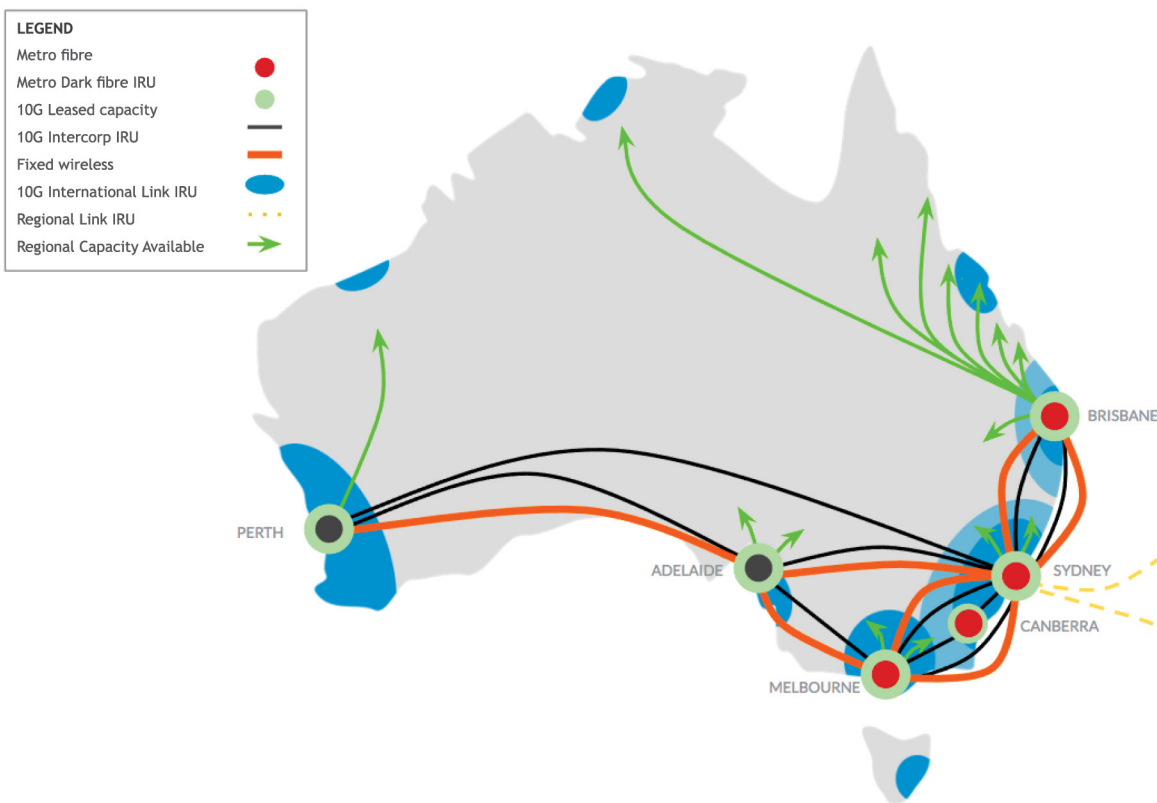 LEGEND
Metro fibre
Metro Dark fibre IRU
10G Leased capacity
10G Intercorp IRU
Fixed wireless
10G International Link IRU
Regional Link IRU
Regional Capacity Available
BRISBANE
PERTH
ADELAIDE
SYDNEY
CANBERRA
MELBOURNE